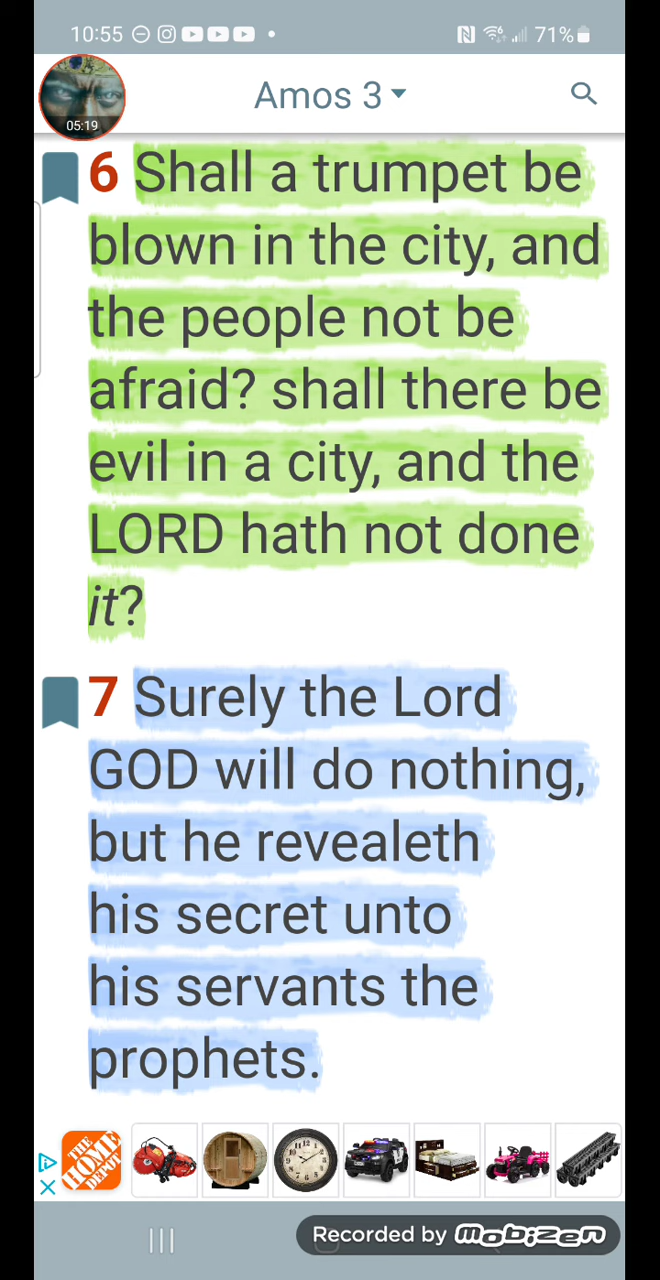 10:55 71%
05:19
Amos 3
6 Shall a trumpet be
blown in the city, and
the people not be
afraid? shall there be
evil in a city, and the
LORD hath not done
it?
7 Surely the Lord
GOD will do nothing,
but he revealeth
his secret unto
his servants the
prophets.
THE
HOME
DEPOT
Recorded by mobizen